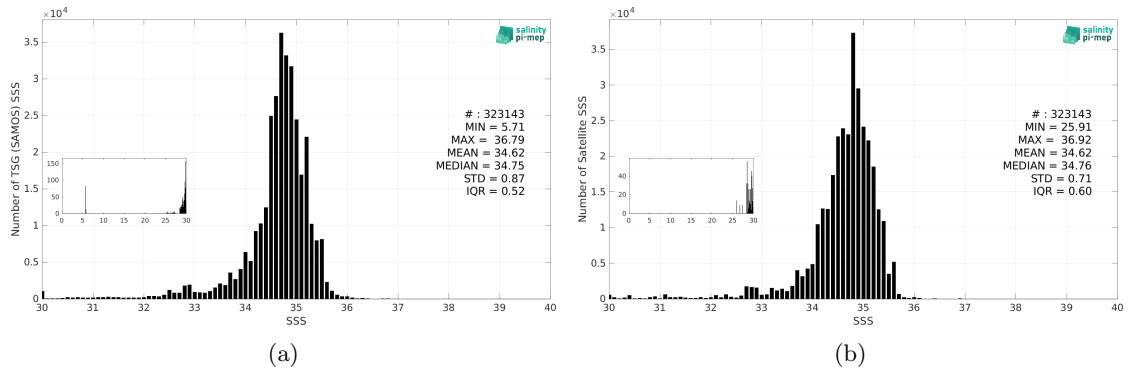 ×10⁴
salinity
pi-mep
3.5
3
2.5
2
1.5
1
0.5
0
Number of TSG (SAMOS) SSS
# : 323143
MIN = 5.71
MAX = 36.79
MEAN = 34.62
MEDIAN = 34.75
STD = 0.87
IQR = 0.52
150
100
50
0
0 5 10 15 20 25 30
30 31 32 33 34 35 36 37 38 39 40
SSS
(a)
×10⁴
salinity
pi-mep
3.5
3
2.5
2
1.5
1
0.5
0
Number of Satellite SSS
# : 323143
MIN = 25.91
MAX = 36.92
MEAN = 34.62
MEDIAN = 34.76
STD = 0.71
IQR = 0.60
40
20
0
0 5 10 15 20 25 30
30 31 32 33 34 35 36 37 38 39 40
SSS
(b)